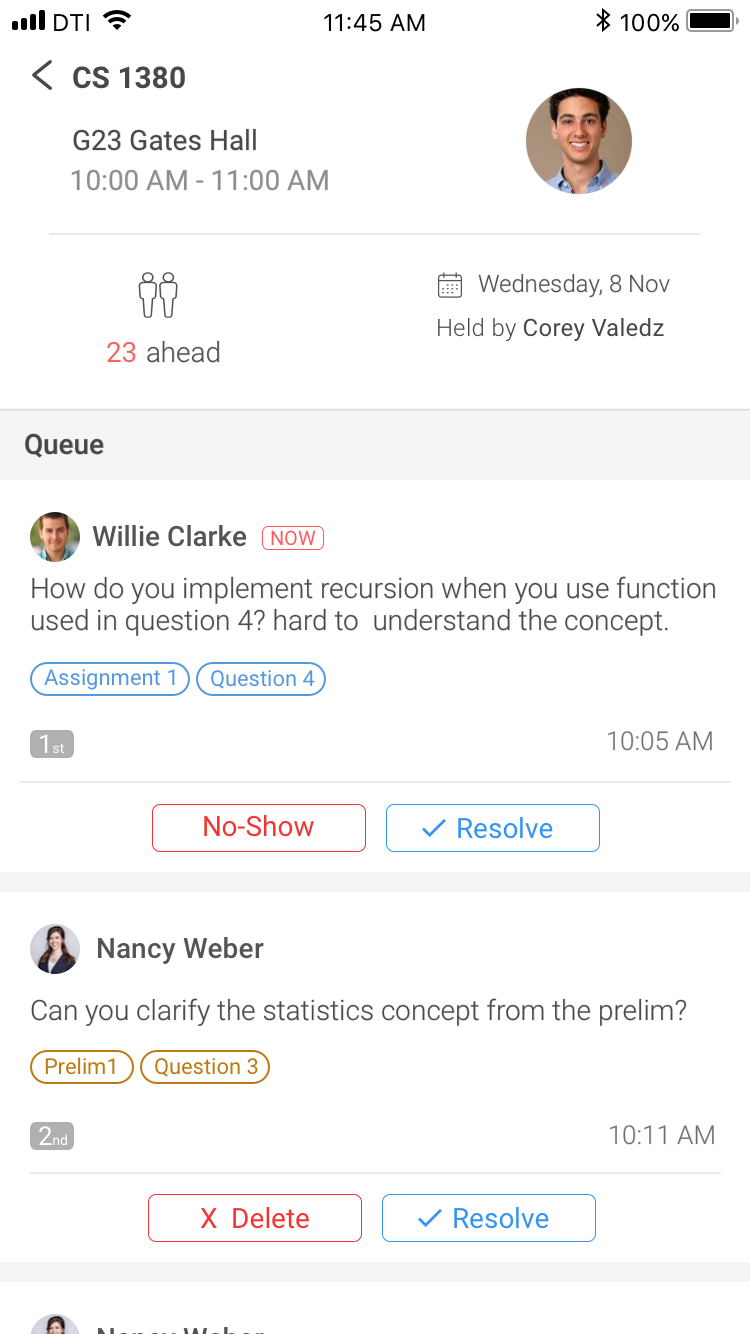 DTI 11:45 AM 100%
CS 1380
G23 Gates Hall
10:00 AM - 11:00 AM
Wednesday, 8 Nov
Held by Corey Valedz
23 ahead
Queue
Willie Clarke NOW
How do you implement recursion when you use function
used in question 4? hard to  understand the concept.
Assignment 1 Question 4
1st 10:05 AM
No-Show Resolve
Nancy Weber
Can you clarify the statistics concept from the prelim?
Prelim1 Question 3
2nd 10:11 AM
X Delete Resolve
Nancy Weber